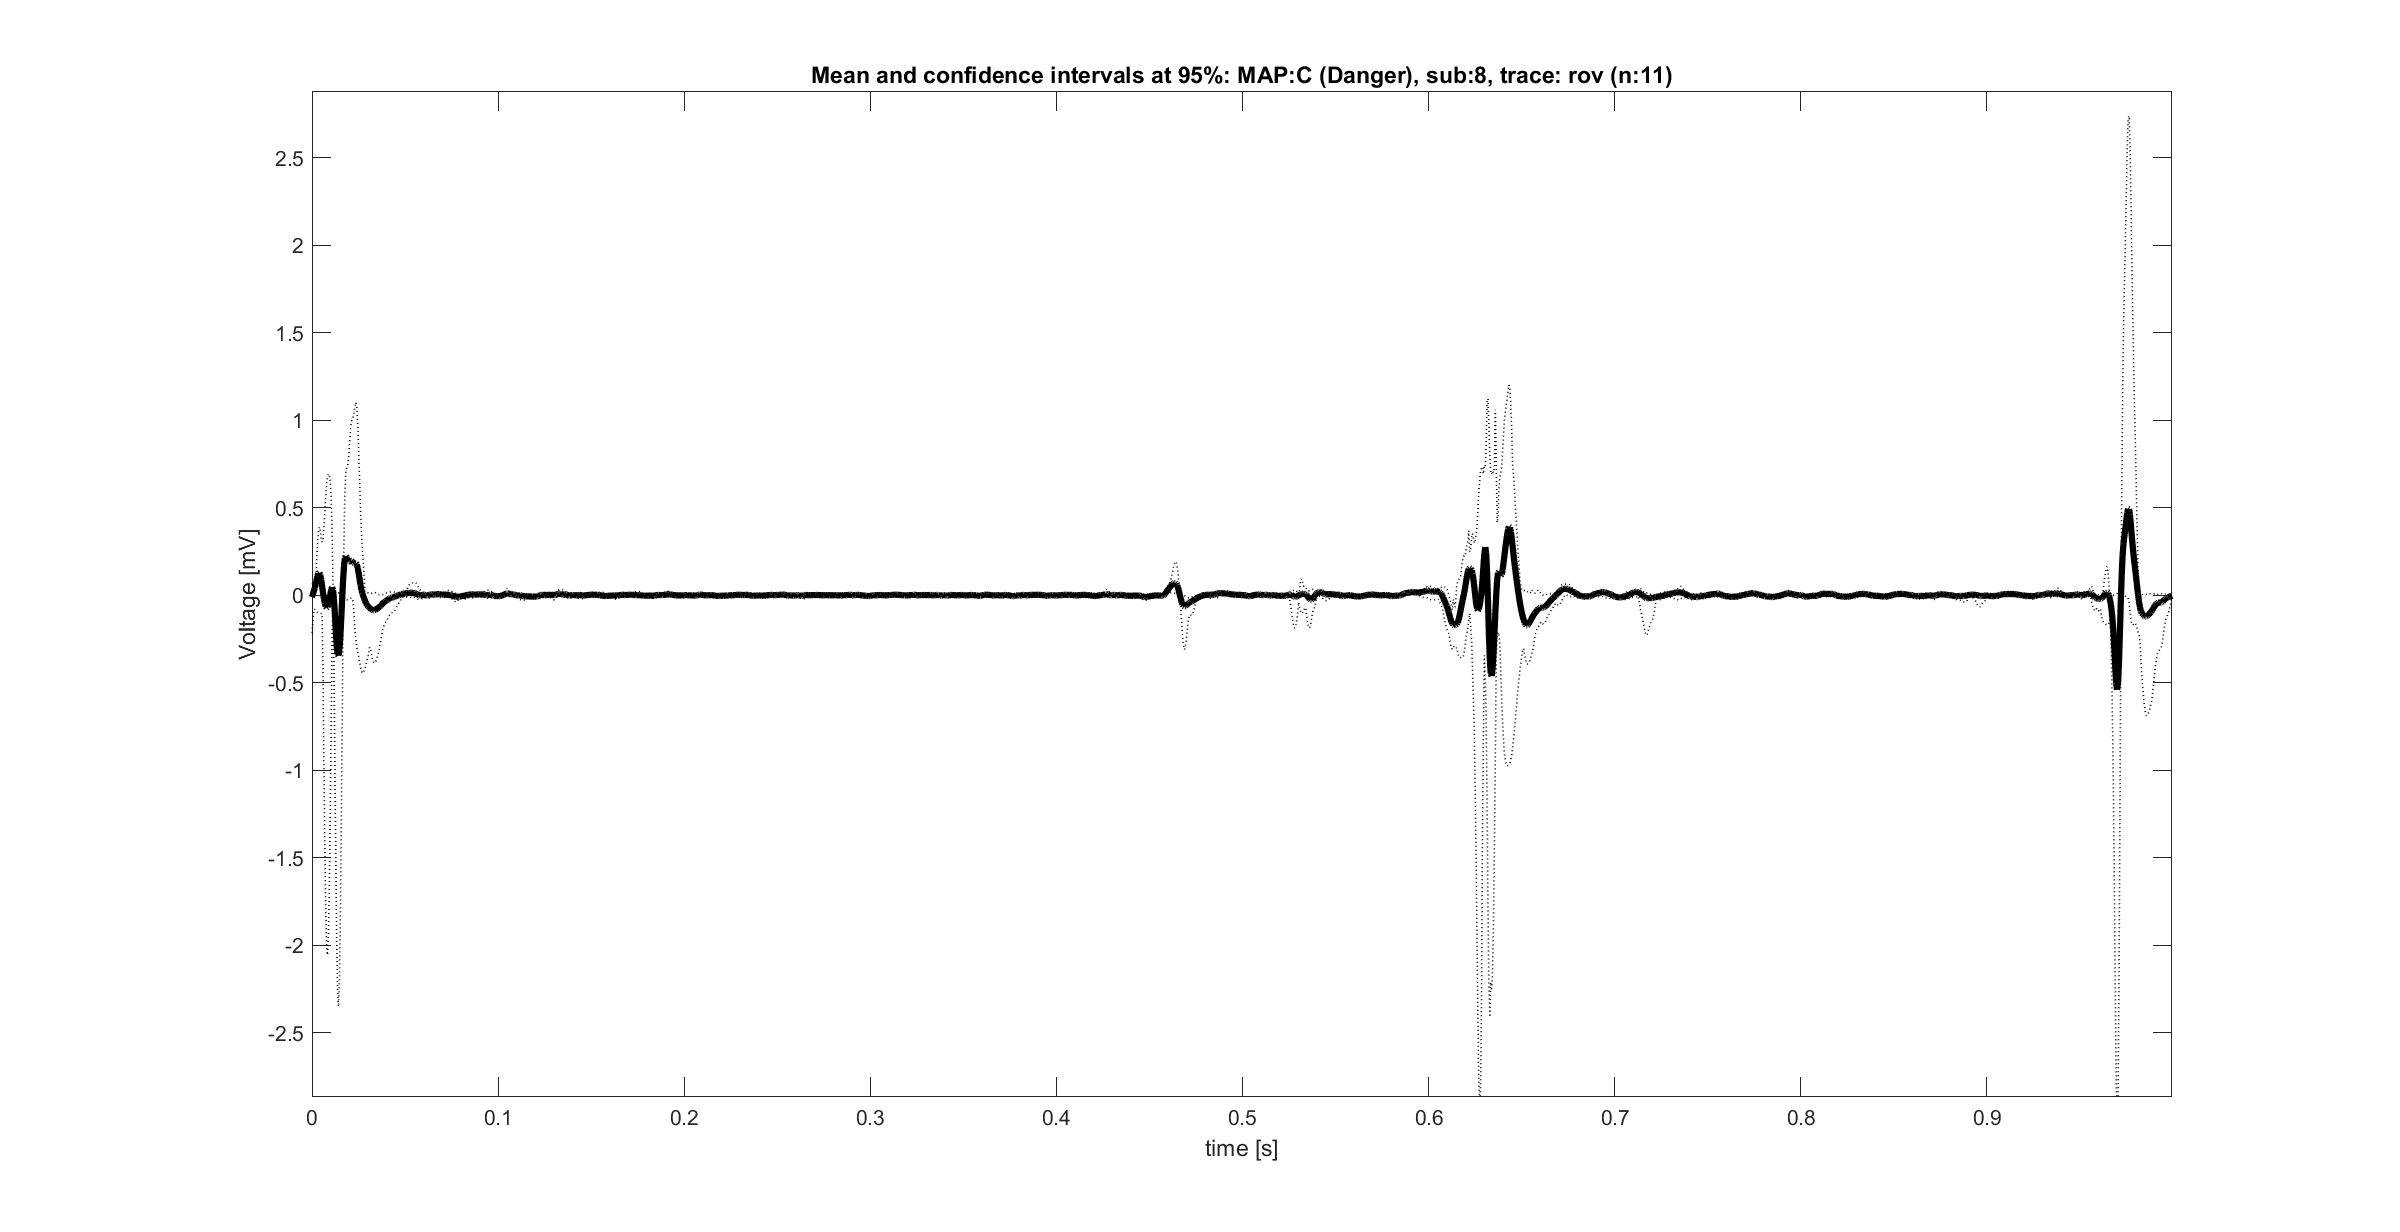 Mean and confidence intervals at 95%: MAP:C (Danger), sub:8, trace: rov (n:11)
2.5
2
1.5
1
0.5
0
-0.5
-1
-1.5
-2
-2.5
Voltage [mV]
0 0.1 0.2 0.3 0.4 0.5 0.6 0.7 0.8 0.9
time [s]